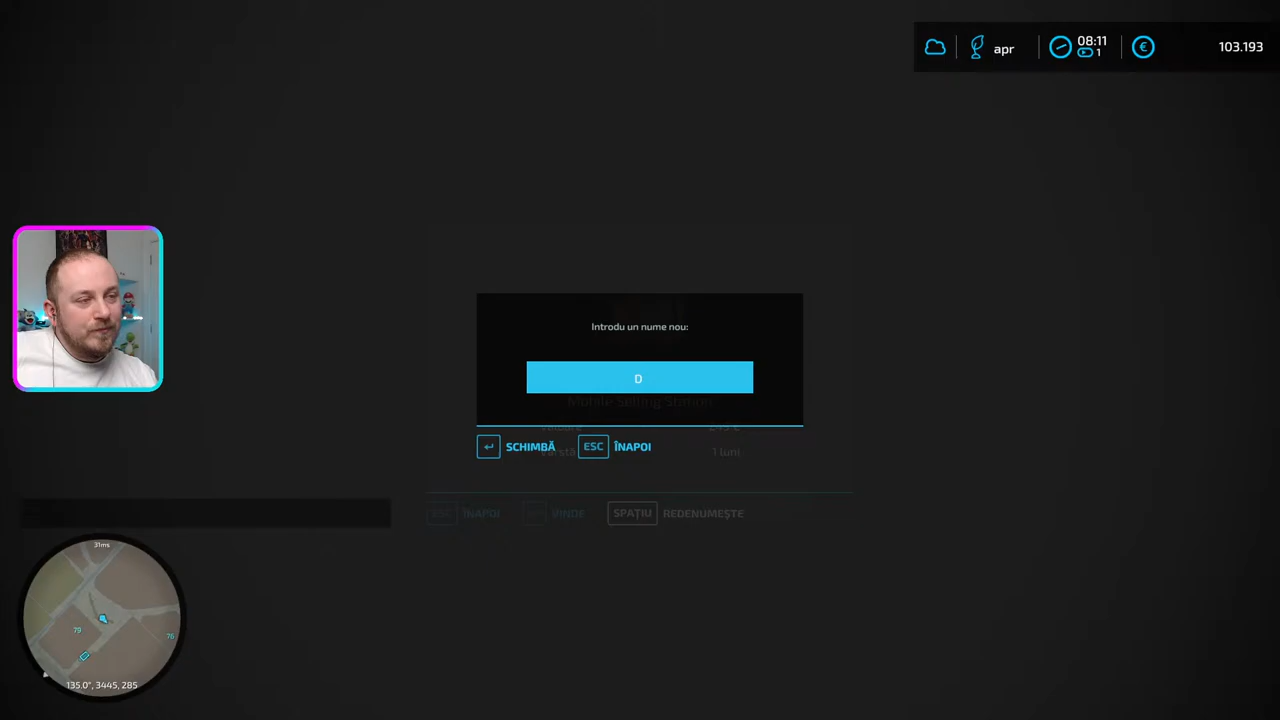 apr
08:11
1
103.193
Introdu un nume nou:
D
Mobile Selling Station
SCHIMBĂ
ESC
ÎNAPOI
1 luni
ESC
ÎNAPOI
VINDE
SPAȚIU
REDENUMEȘTE
31ms
79
76
135.0°, 3445, 285